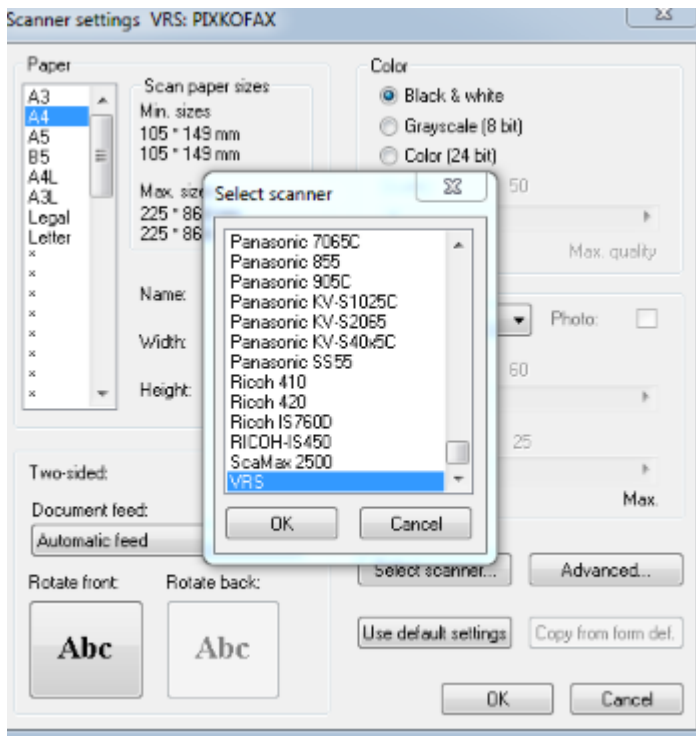 Scanner settings VRS: PIXKOFAX
Paper
A3
A4
A5
B5
A4L
A3L
Legal
Letter
×
×
×
×
×
×
×
×
Scan paper sizes
Min. sizes
105 * 149 mm
105 * 149 mm
Max.
225 * 86
225 * 86
Name:
Width:
Height:
Color
Black & white
Grayscale (8 bit)
Color (24 bit)
50
Max. quality
Photo:
60
25
Max.
Select scanner
Panasonic 7065C
Panasonic 855
Panasonic 905C
Panasonic KV-S1025C
Panasonic KV-S2065
Panasonic KV-S40x5C
Panasonic SS55
Ricoh 410
Ricoh 420
Ricoh IS760D
RICOH-IS450
ScaMax 2500
VRS
OK Cancel
Two-sided:
Document feed:
Automatic feed
Rotate front: Rotate back:
Abc Abc
Select scanner... Advanced...
Use default settings Copy from form def.
OK Cancel